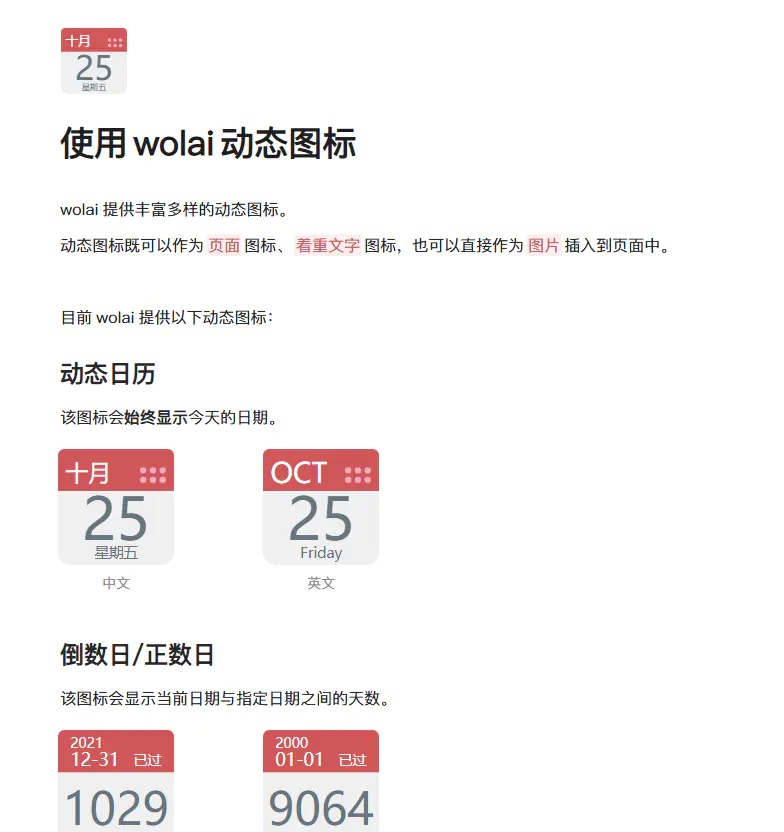 十月
25
星期五
使用 wolai 动态图标
wolai 提供丰富多样的动态图标。
动态图标既可以作为 页面 图标、 着重文字 图标，也可以直接作为 图片 插入到页面中。
目前 wolai 提供以下动态图标：
动态日历
该图标会始终显示今天的日期。
十月 OCT
25 25
星期五 Friday
中文 英文
倒数日/正数日
该图标会显示当前日期与指定日期之间的天数。
2021 2000
12-31 已过 01-01 已过
1029 9064